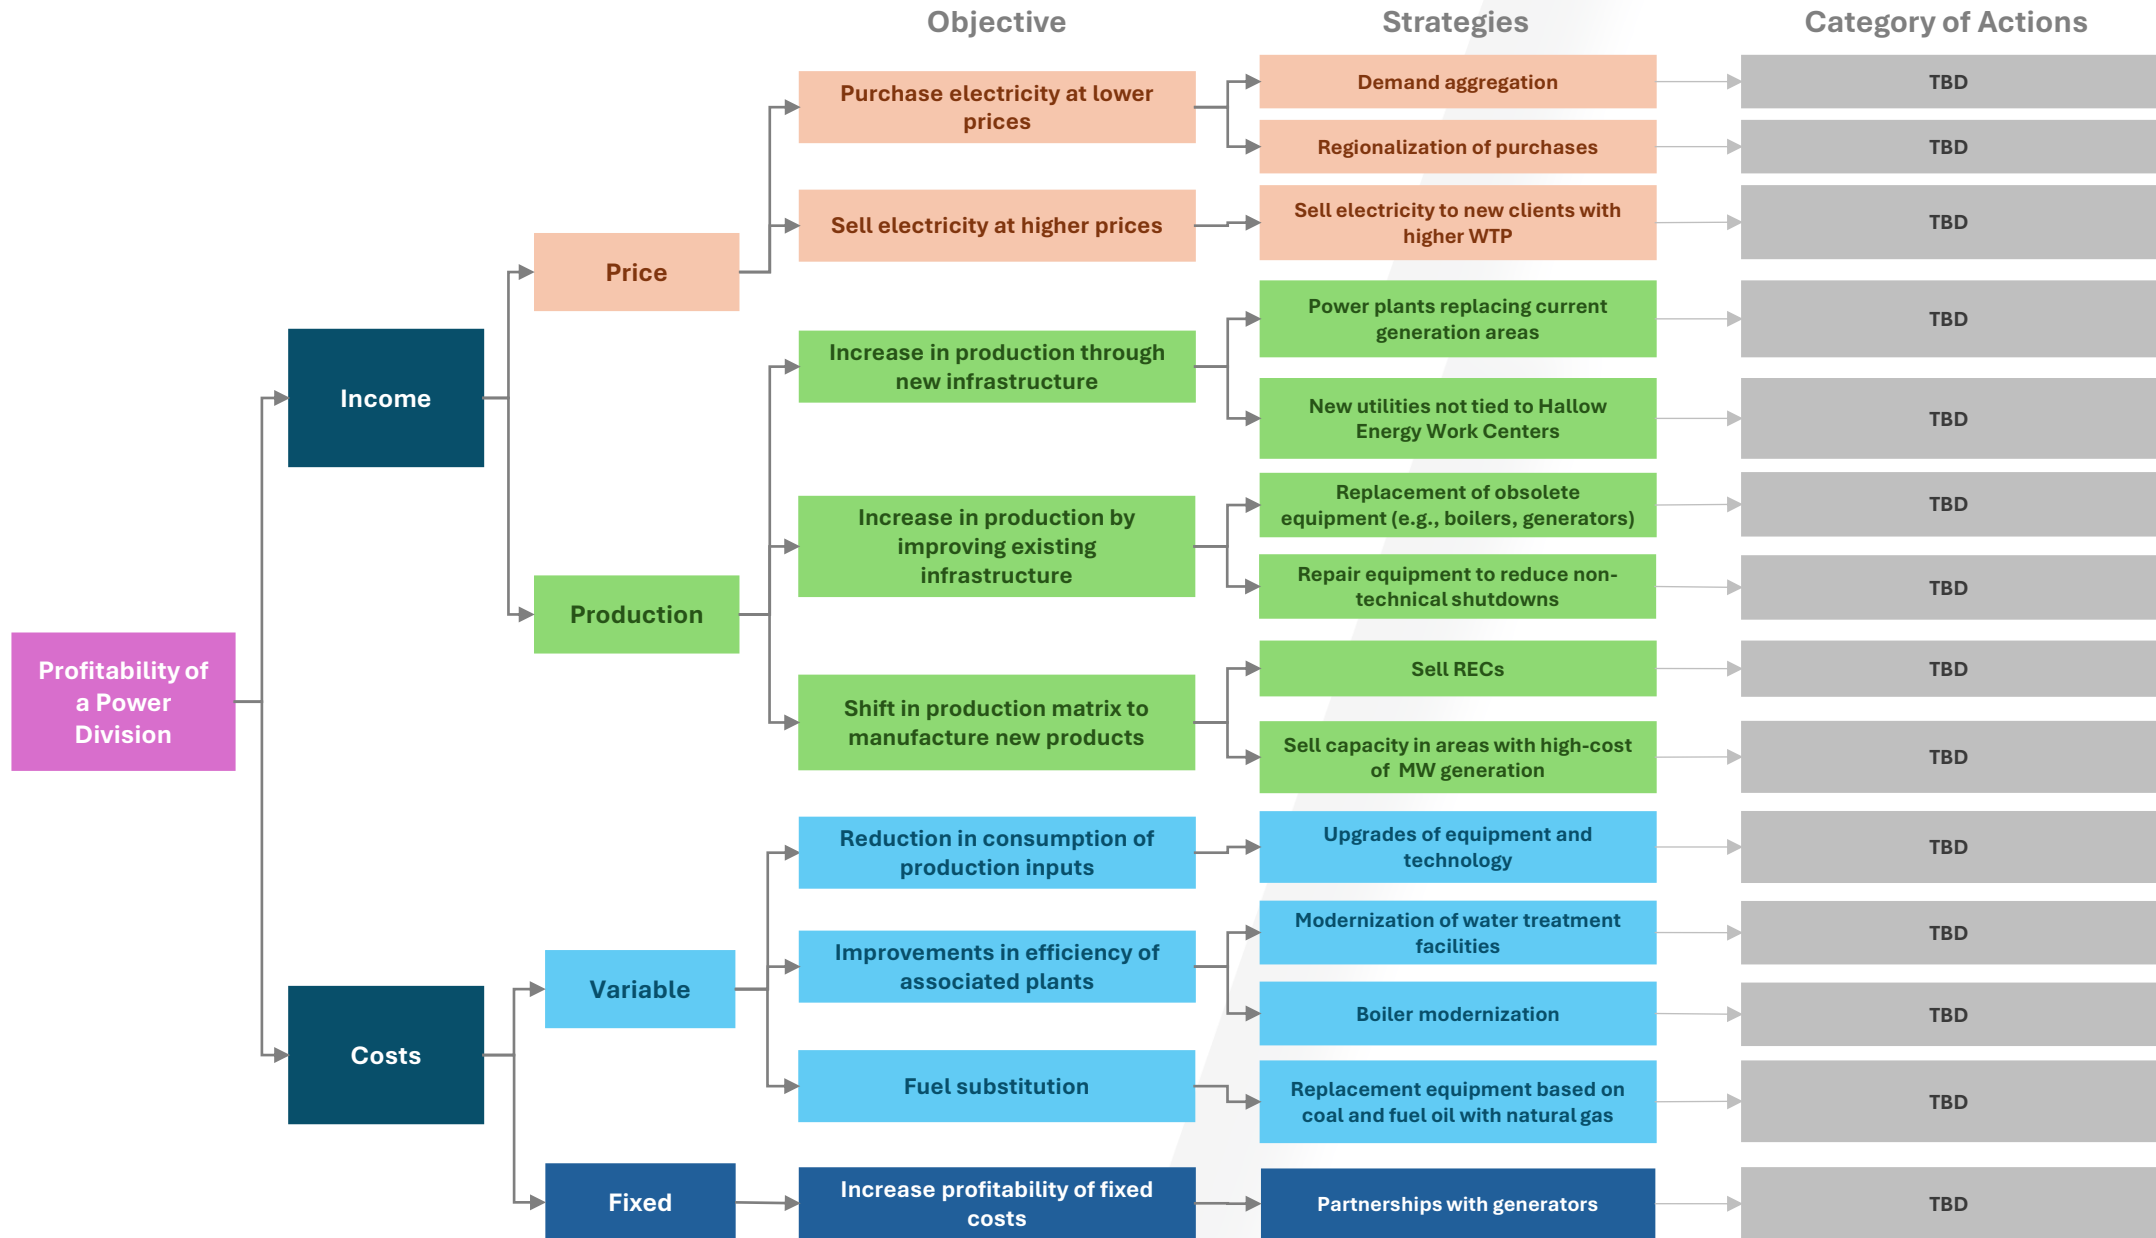 Objective
Strategies
Category of Actions
Purchase electricity at lower
prices
Demand aggregation
TBD
Regionalization of purchases
TBD
Sell electricity at higher prices
Sell electricity to new clients with
higher WTP
TBD
Price
Power plants replacing current
generation areas
TBD
Increase in production through
new infrastructure
Income
New utilities not tied to Hallow
Energy Work Centers
TBD
Replacement of obsolete
equipment (e.g., boilers, generators)
TBD
Increase in production by
improving existing
infrastructure
Repair equipment to reduce non-
technical shutdowns
TBD
Production
Profitability of
a Power
Division
Sell RECs
TBD
Shift in production matrix to
manufacture new products
Sell capacity in areas with high-cost
of  MW generation
TBD
Reduction in consumption of
production inputs
Upgrades of equipment and
technology
TBD
Improvements in efficiency of
associated plants
Modernization of water treatment
facilities
TBD
Variable
Boiler modernization
TBD
Costs
Fuel substitution
Replacement equipment based on
coal and fuel oil with natural gas
TBD
Fixed
Increase profitability of fixed
costs
Partnerships with generators
TBD